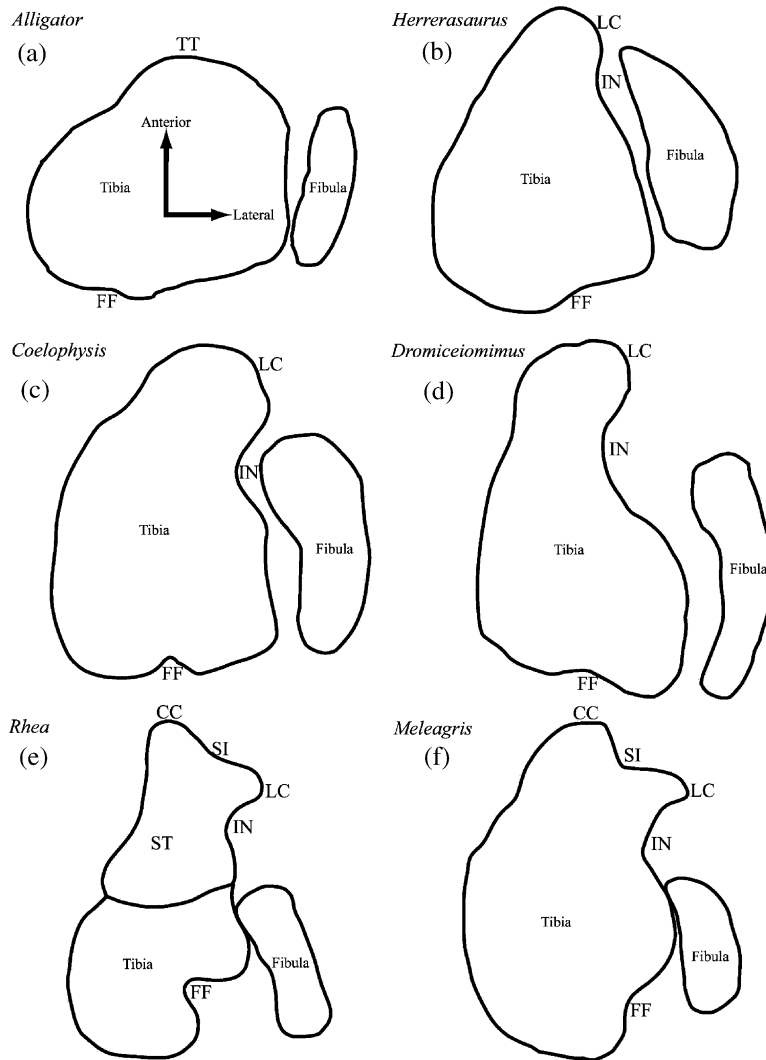 Alligator
(a)
TT
Anterior
Tibia
Lateral
Fibula
FF
Herrerasaurus
(b)
LC
IN
Tibia
Fibula
FF
Coelophysis
(c)
LC
IN
Tibia
Fibula
FF
Dromiceiomimus
(d)
LC
IN
Tibia
Fibula
FF
Rhea
(e)
CC
SI
LC
IN
ST
Tibia
FF
Fibula
Meleagris
(f)
CC
SI
LC
IN
Tibia
Fibula
FF